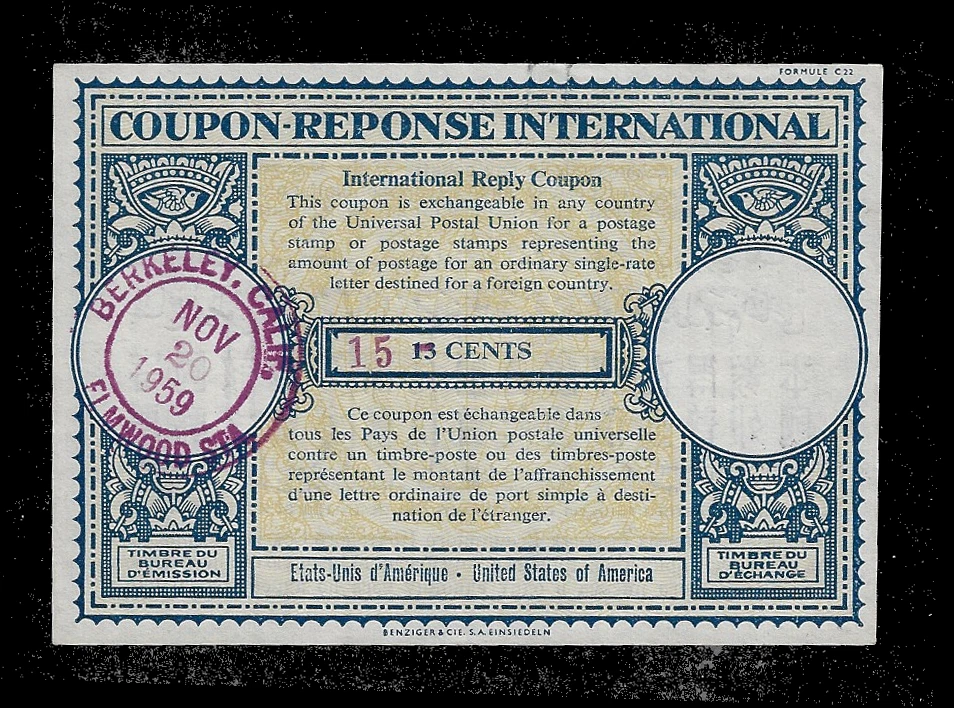 FORMULE C 22
COUPON-REPONSE INTERNATIONAL
International Reply Coupon
This coupon is exchangeable in any country
of the Universal Postal Union for a postage
stamp or postage stamps representing the
amount of postage for an ordinary single-rate
letter destined for a foreign country.
BERKELEY, CALIF.
NOV
20
1959
ELMWOOD STA.
15 13 CENTS
Ce coupon est échangeable dans
tous les Pays de l'Union postale universelle
contre un timbre-poste ou des timbres-poste
représentant le montant de l'affranchissement
d'une lettre ordinaire de port simple à desti-
nation de l'étranger.
TIMBRE DU
BUREAU
D'ÉMISSION
Etats-Unis d'Amérique · United States of America
TIMBRE DU
BUREAU
D'ÉCHANGE
BENZIGER & CIE. S.A. EINSIEDELN